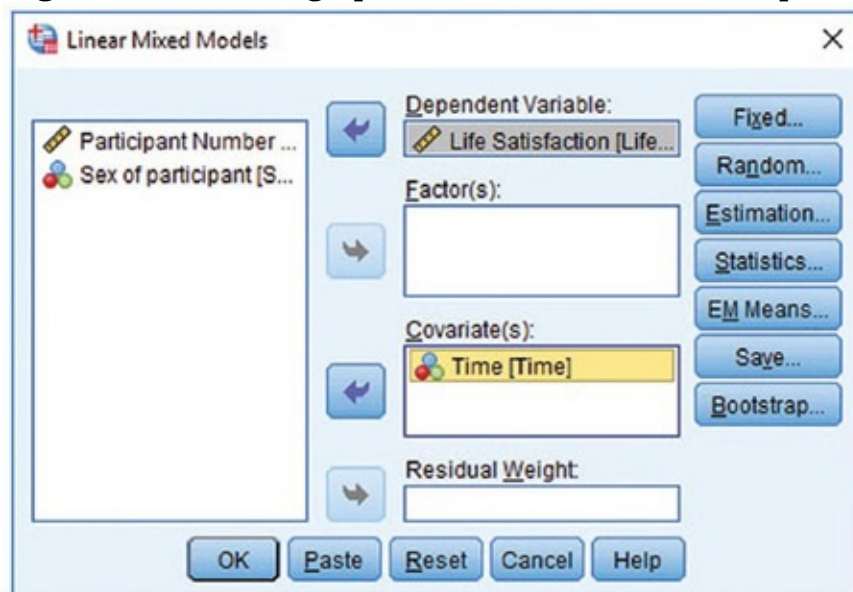 Linear Mixed Models
Participant Number ...
Sex of participant [S...
Dependent Variable:
Life Satisfaction [Life...
Factor(s):
Covariate(s):
Time [Time]
Residual Weight:
Fixed...
Random...
Estimation...
Statistics...
EM Means...
Save...
Bootstrap...
OK Paste Reset Cancel Help